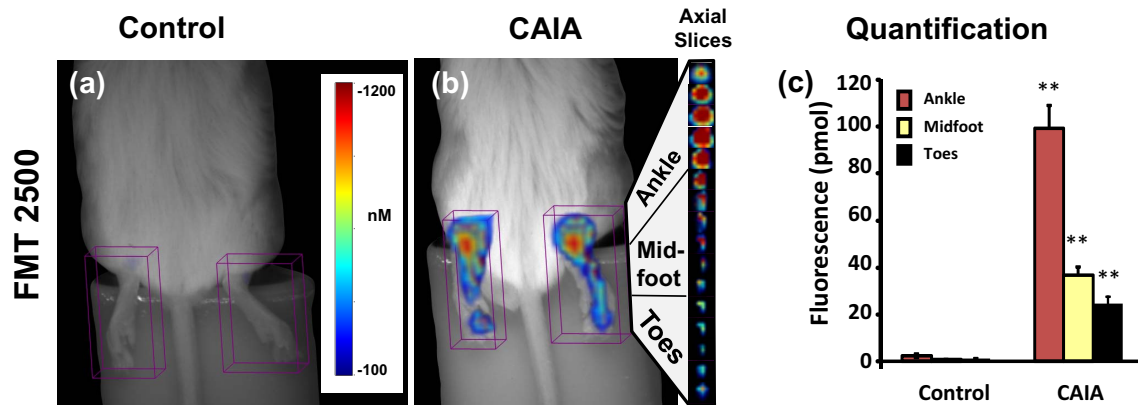 Control
CAIA
Axial
Slices
Quantification
FMT 2500
(a)
-1200
nM
-100
(b)
Ankle
Mid-
foot
Toes
(c)
Fluorescence (pmol)
120
100
80
60
40
20
0
Ankle
Midfoot
Toes
**
**
**
Control
CAIA